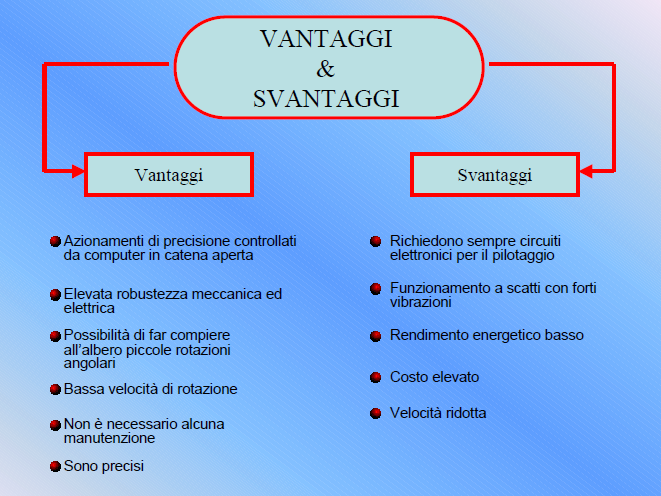 VANTAGGI
&
SVANTAGGI
Vantaggi
Azionamenti di precisione controllati
da computer in catena aperta
Elevata robustezza meccanica ed
elettrica
Possibilità di far compiere
all'albero piccole rotazioni
angolari
Bassa velocità di rotazione
Non è necessario alcuna
manutenzione
Sono precisi
Svantaggi
Richiedono sempre circuiti
elettronici per il pilotaggio
Funzionamento a scatti con forti
vibrazioni
Rendimento energetico basso
Costo elevato
Velocità ridotta